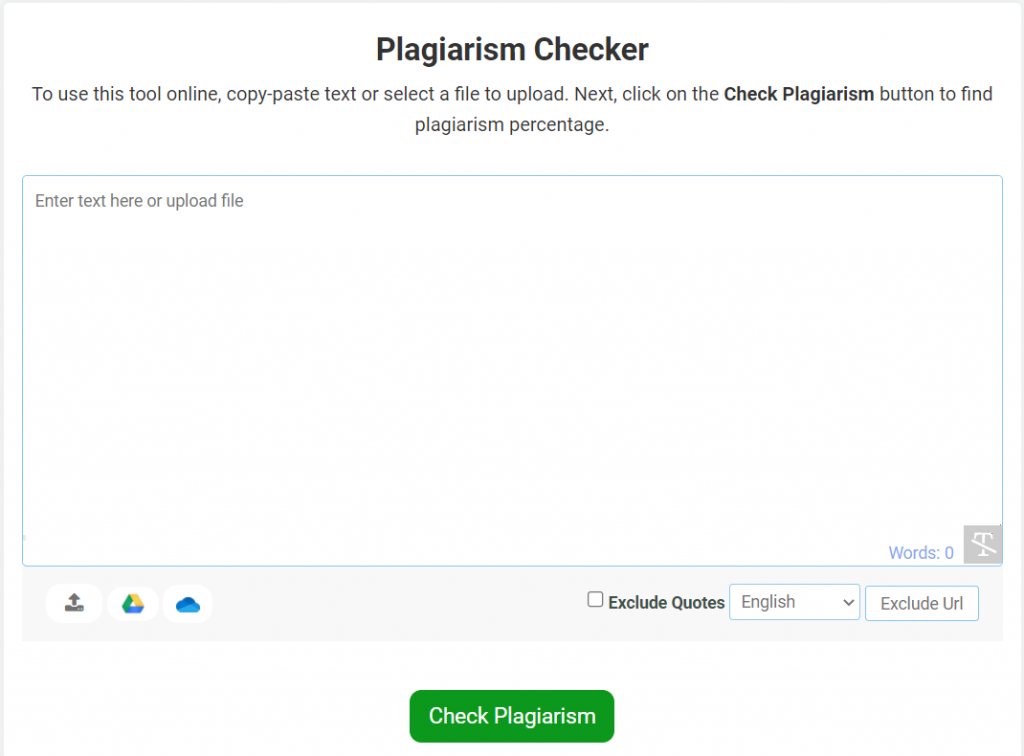 Plagiarism Checker
To use this tool online, copy-paste text or select a file to upload. Next, click on the Check Plagiarism button to find
plagiarism percentage.
Enter text here or upload file
Words: 0
Exclude Quotes English Exclude Url
Check Plagiarism